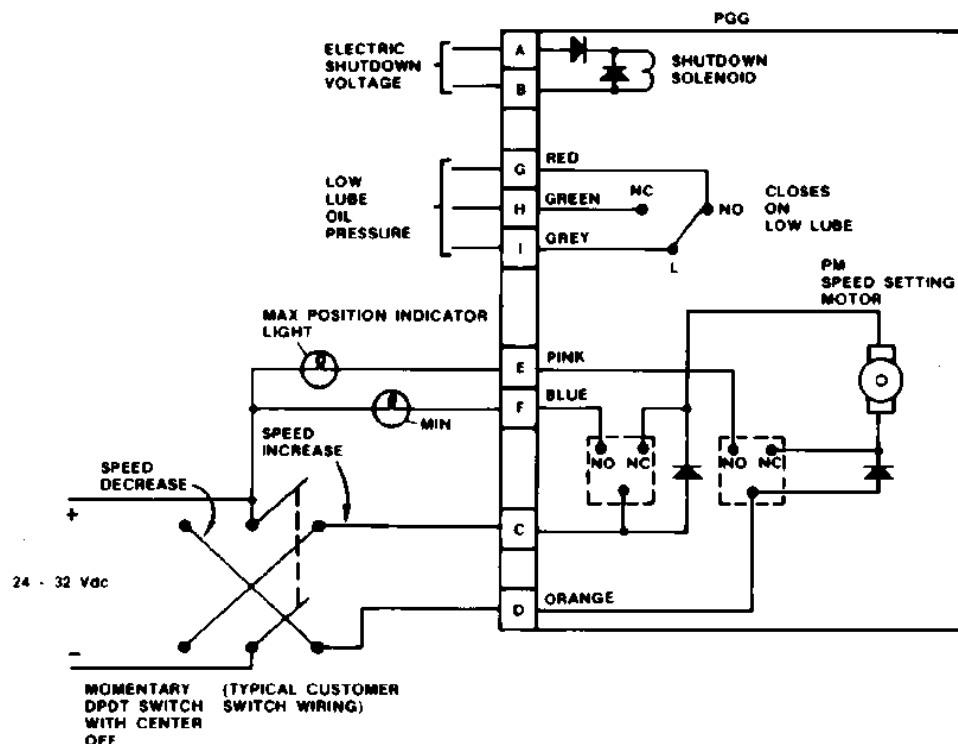 PGG
ELECTRIC
SHUTDOWN
VOLTAGE
A
B
SHUTDOWN
SOLENOID
LOW
LUBE
OIL
PRESSURE
G
RED
H
GREEN
I
GREY
NC
NO
L
CLOSES
ON
LOW LUBE
PM
SPEED SETTING
MOTOR
MAX POSITION INDICATOR
LIGHT
E
PINK
F
BLUE
MIN
SPEED
INCREASE
SPEED
DECREASE
NO NC
NO NC
+
C
24 - 32 Vdc
D
ORANGE
-
MOMENTARY
DPDT SWITCH
WITH CENTER
OFF
(TYPICAL CUSTOMER
SWITCH WIRING)